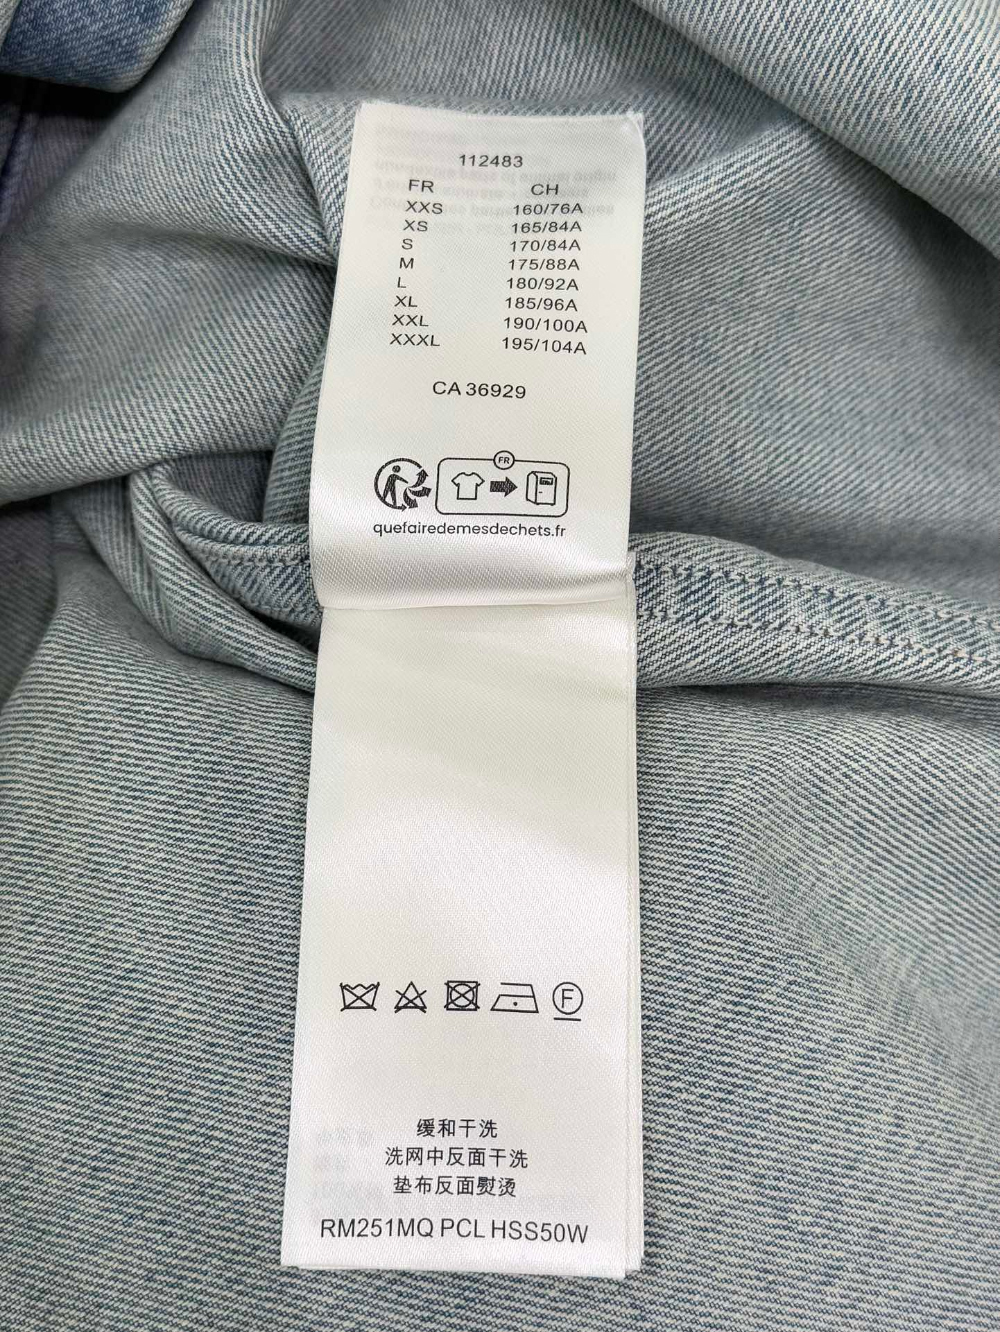 112483
FR CH
XXS 160/76A
XS 165/84A
S 170/84A
M 175/88A
L 180/92A
XL 185/96A
XXL 190/100A
XXXL 195/104A
CA 36929
FR
quefairedemesdechets.fr
F
缓和干洗
洗网中反面干洗
垫布反面熨烫
RM251MQ PCL HSS50W